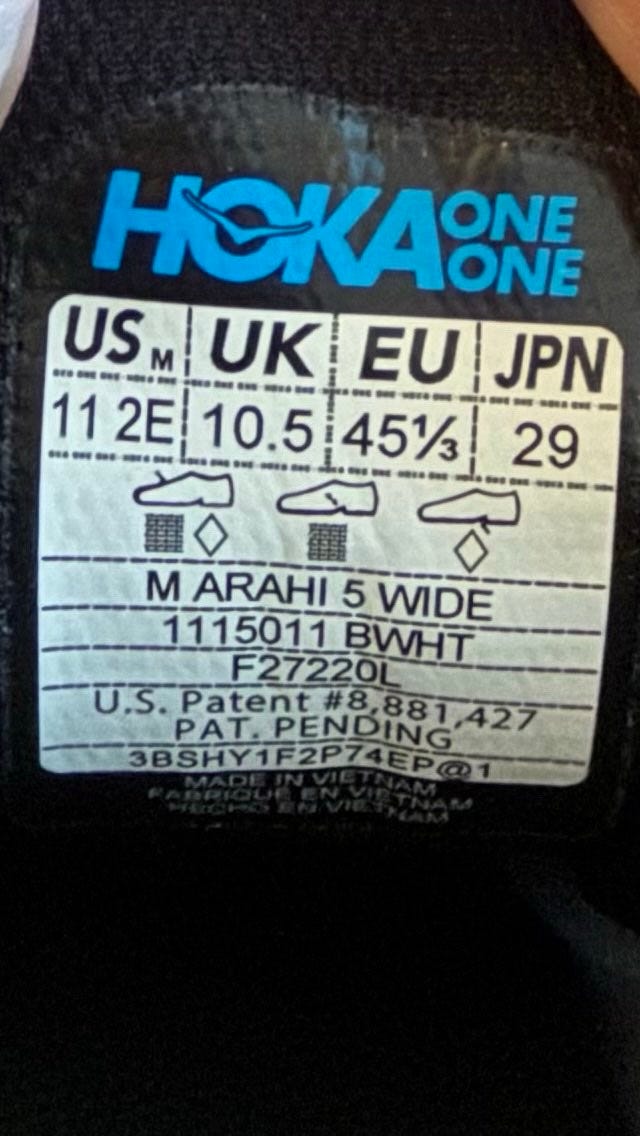 HOKA ONE ONE
US M UK EU JPN
11 2E 10.5 45⅓ 29
M ARAHI 5 WIDE
1115011 BWHT
F27220L
U.S. Patent #8,881,427
PAT. PENDING
3BSHY1F2P74EP@1
MADE IN VIETNAM
FABRIQUE EN VIETNAM
HECHO EN VIETNAM